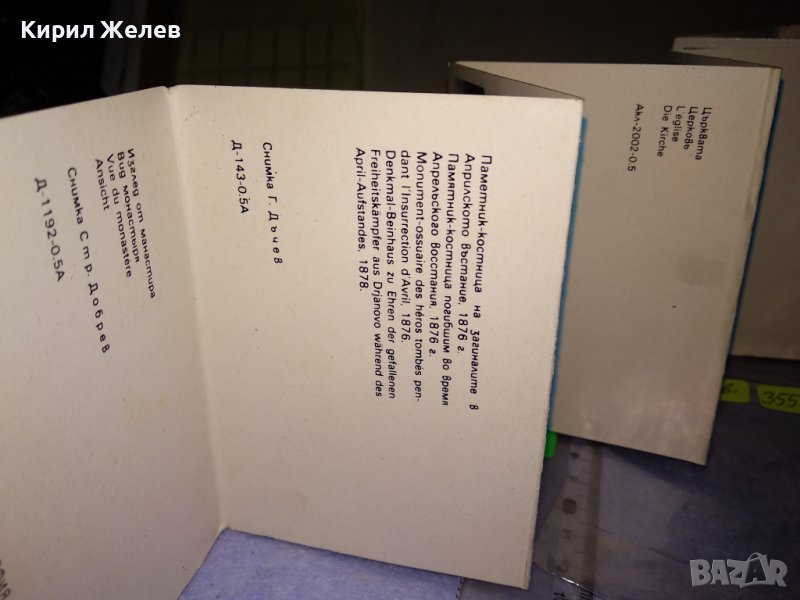 Кирил Желев
Изглед от манастира
Вид монастыря
Vue du monastère
Ansicht
Снимка Стр. Добрев
Д-1192-0.5А
Паметник-костница на загиналите в
Априлското въстание, 1876 г.
Памятник-костница погибшим во время
Апрельского восстания, 1876 г.
Monument-ossuaire des héros tombés pen-
dant l'Insurrection d'Avril, 1876.
Denkmal-Beinhaus zu Ehren der gefallenen
Freiheitskämpfer aus Drjanovo während des
April-Aufstandes, 1878.
Снимка Г. Дъчев
Д-143-0.5А
Църквата
Церковь
L'église
Die Kirche
Акл-2002-0.5
355
BAZAR